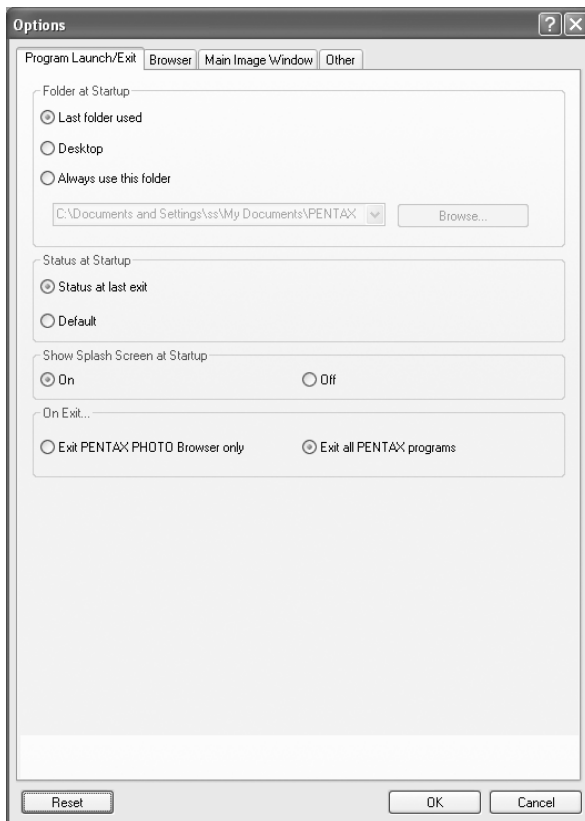 Options
Program Launch/Exit Browser Main Image Window Other
Folder at Startup
Last folder used
Desktop
Always use this folder
C:\Documents and Settings\ss\My Documents\PENTAX Browse...
Status at Startup
Status at last exit
Default
Show Splash Screen at Startup
On Off
On Exit...
Exit PENTAX PHOTO Browser only Exit all PENTAX programs
Reset OK Cancel